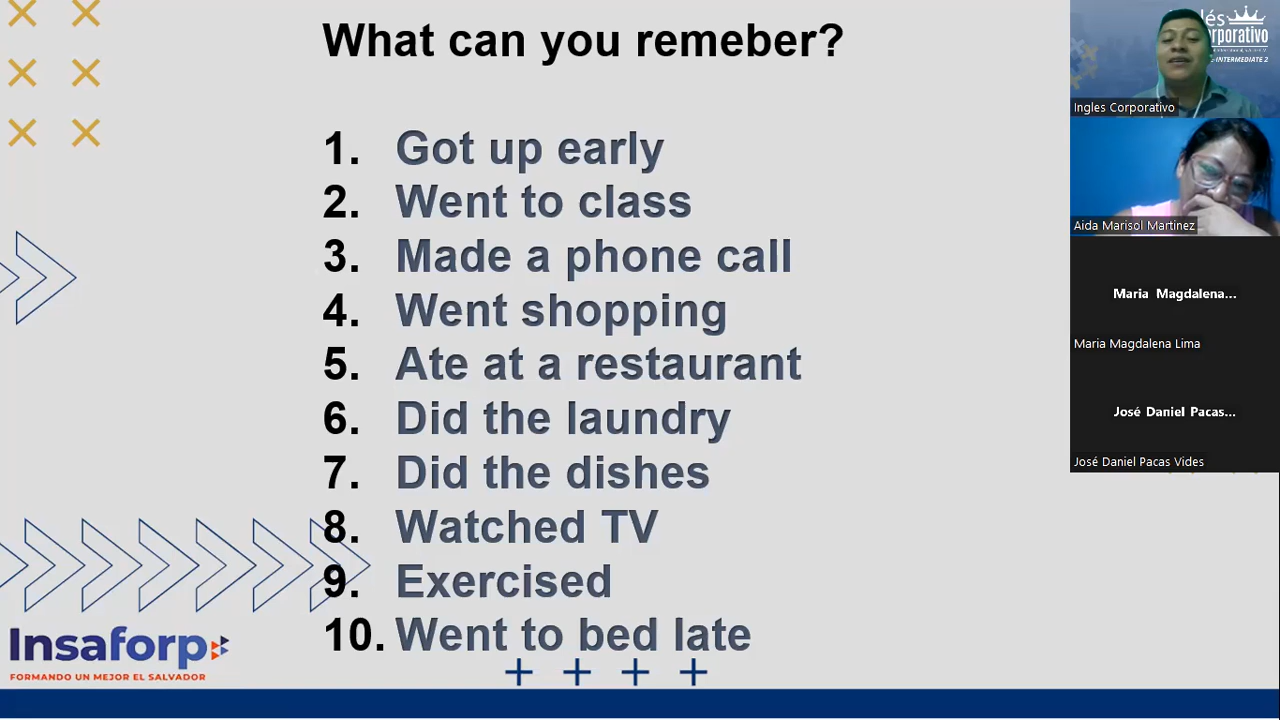 What can you remeber?
1. Got up early
2. Went to class
3. Made a phone call
4. Went shopping
5. Ate at a restaurant
6. Did the laundry
7. Did the dishes
8. Watched TV
9. Exercised
10. Went to bed late
Insaforp
FORMANDO UN MEJOR EL SALVADOR
INTERMEDIATE 2
Ingles Corporativo
Aida Marisol Martinez
Maria Magdalena...
Maria Magdalena Lima
José Daniel Pacas...
José Daniel Pacas Vides